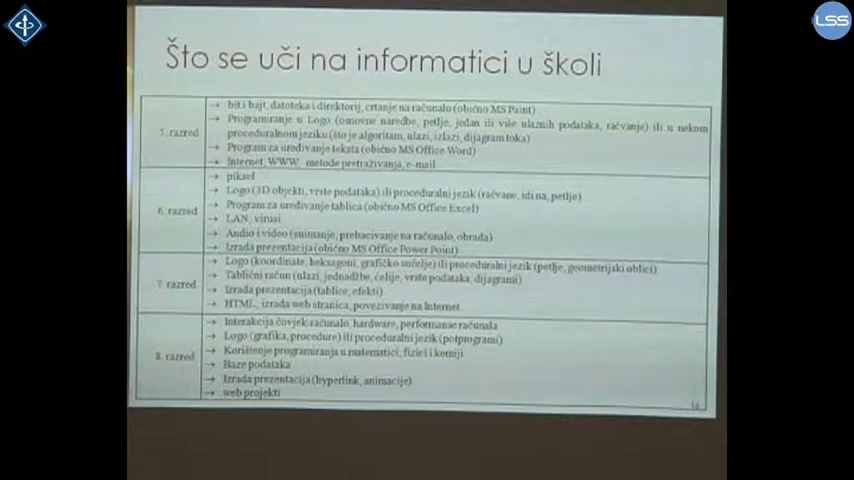 LSS
Što se uči na informatici u školi
5. razred
→ bit i bajt, datoteka i direktorij, crtanje na računalu (obično MS Paint)
→ Programiranje u Logo (osnovne naredbe, petlje, jedan ili više ulaznih podataka, račvanje) ili u nekom
proceduralnom jeziku (što je algoritam, ulazi, izlazi, dijagram toka)
→ Program za uređivanje teksta (obično MS Office Word)
→ Internet, WWW, metode pretraživanja, e-mail
6. razred
→ piksel
→ Logo (3D objekti, vrste podataka) ili proceduralni jezik (račvane, idi na, petlje)
→ Program za uređivanje tablica (obično MS Office Excel)
→ LAN, virusi
→ Audio i video (snimanje, prebacivanje na računalo, obrada)
→ Izrada prezentacija (obično MS Office Power Point)
7. razred
→ Logo (koordinate, heksagoni, grafičko sučelje) ili proceduralni jezik (petlje, geometrijski oblici)
→ Tablični račun (ulazi, jednadžbe, ćelije, vrste podataka, dijagrami)
→ Izrada prezentacija (tablice, efekti)
→ HTML, izrada web stranica, povezivanje na Internet
8. razred
→ Interakcija čovjek-računalo, hardware, performanse računala
→ Logo (grafika, procedure) ili proceduralni jezik (potprogrami)
→ Korištenje programiranja u matematici, fizici i kemiji
→ Baze podataka
→ Izrada prezentacija (hyperlink, animacije)
→ web projekti